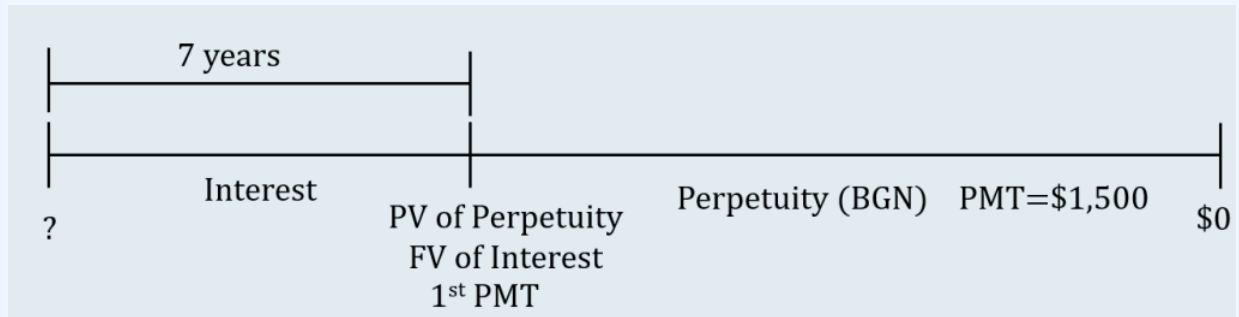 7 years
Interest
?
PV of Perpetuity
FV of Interest
1st PMT
Perpetuity (BGN) PMT=$1,500
$0